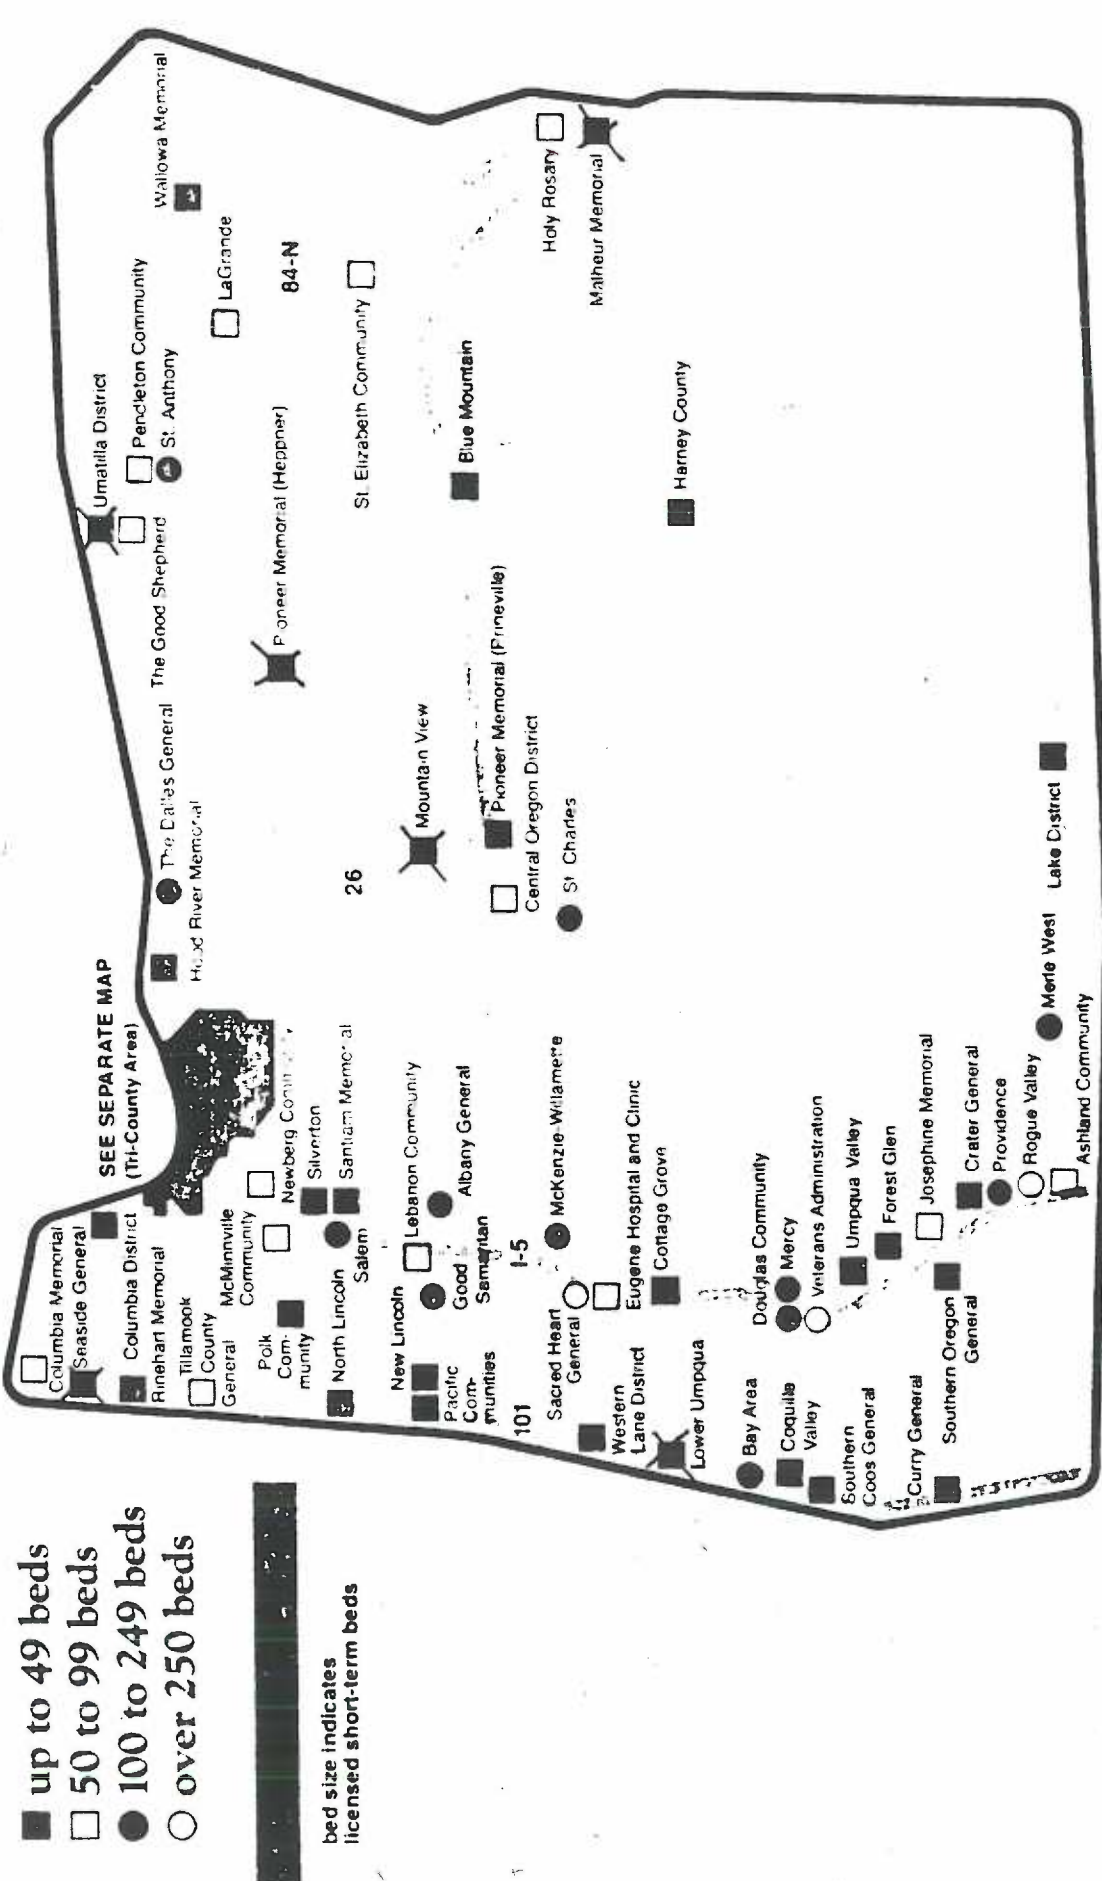 up to 49 beds
50 to 99 beds
100 to 249 beds
over 250 beds
bed size indicates
licensed short-term beds
SEE SEPARATE MAP
(Tri-County Area)
Columbia Memorial
Seaside General
Columbia District
Rinehart Memorial
Tillamook
County
General
McMinnville
Community
Newberg
Silverton
Santiam Memorial
Salem
Polk
Com-
munity
North Lincoln
New Lincoln
Pacific
Com-
munities
Lebanon Community
Albany General
Good
Samaritan
101
I-5
Sacred Heart
General
McKenzie-Willamette
Eugene Hospital and Clinic
Cottage Grove
Western
Lane District
Lower Umpqua
Bay Area
Coquille
Valley
Southern
Coos General
Curry General
Douglas Community
Mercy
Veterans Administration
Umpqua Valley
Forest Glen
Josephine Memorial
Southern Oregon
General
Crater General
Providence
Rogue Valley
Ashland Community
Merle West
Lake District
Hood River Memorial
The Dalles General
The Good Shepherd
Umatilla District
Pendleton Community
St. Anthony
Wallowa Memorial
LaGrande
84-N
Pioneer Memorial (Heppner)
St. Elizabeth Community
26
Mountain View
Blue Mountain
Pioneer Memorial (Prineville)
Central Oregon District
St. Charles
Holy Rosary
Malheur Memorial
Harney County